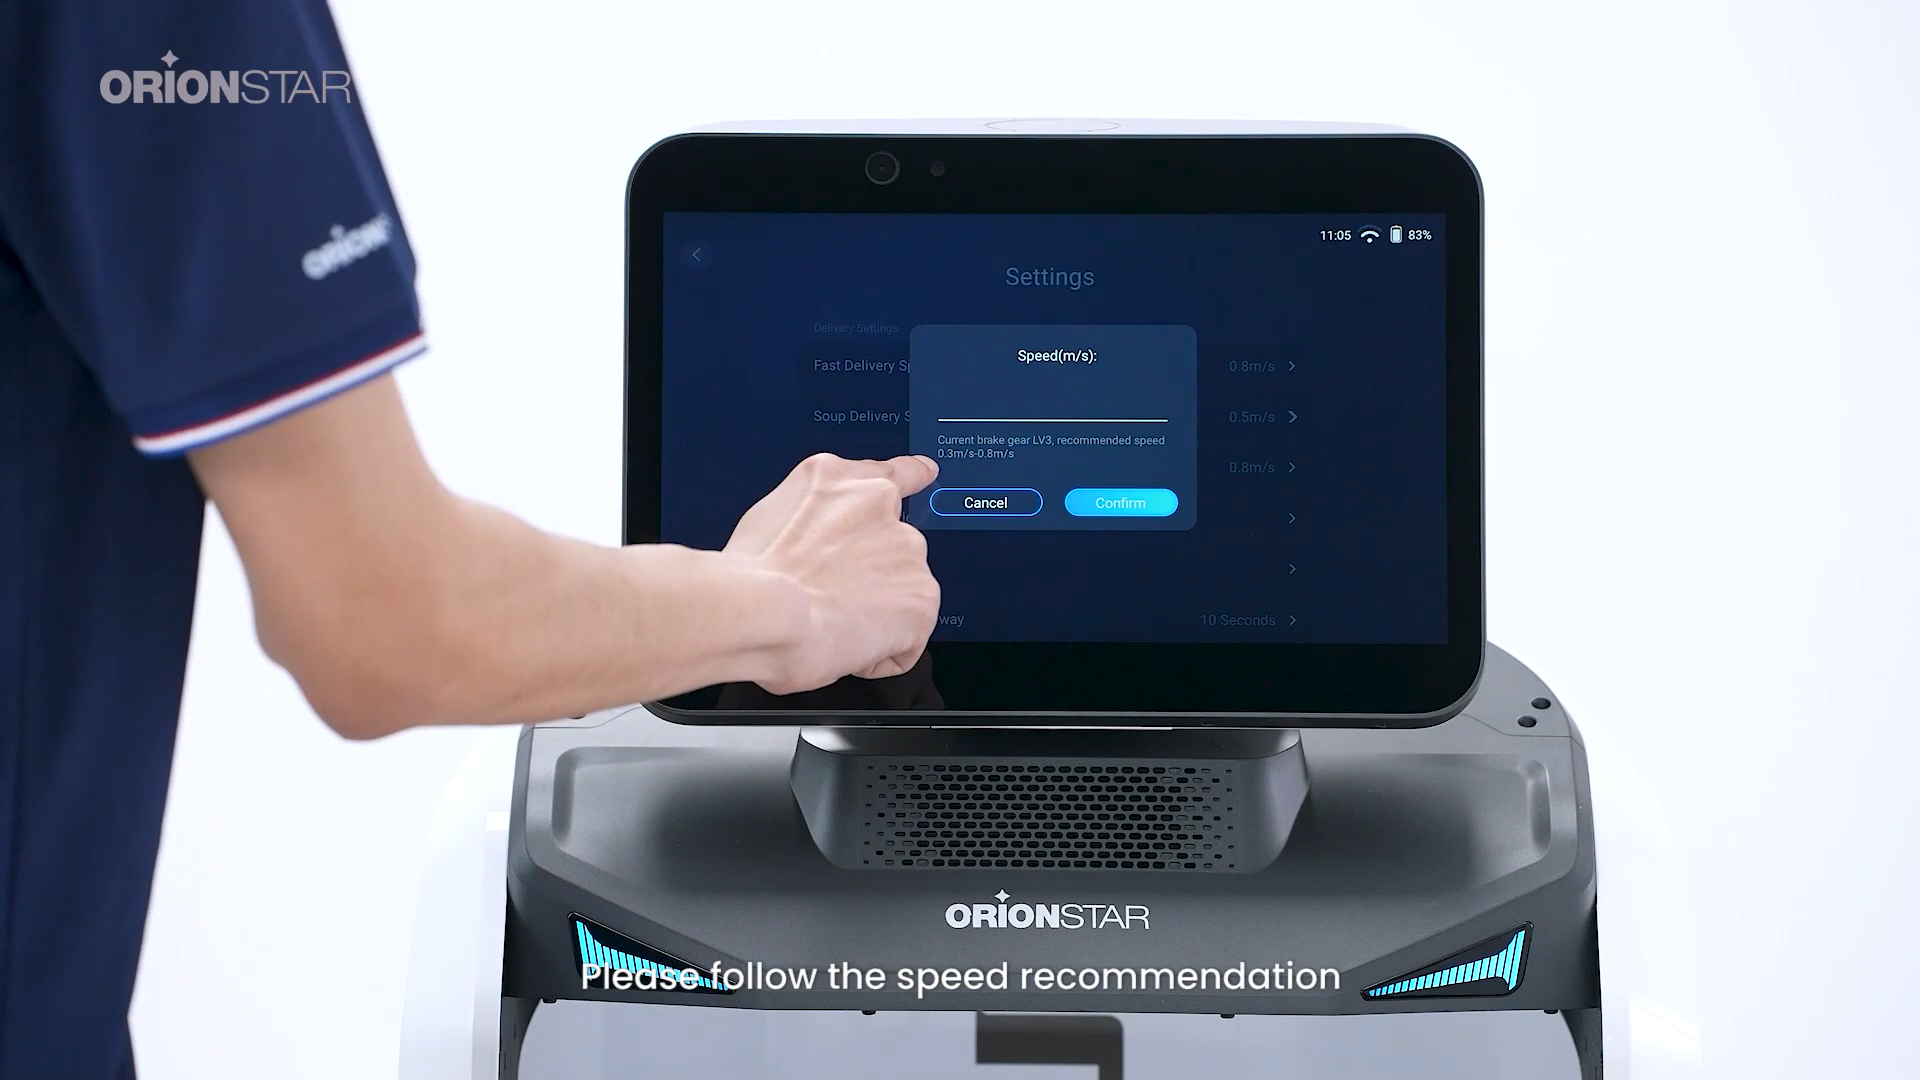 ORIONSTAR
ORION
11:05
83%
Settings
Delivery Settings
Speed(m/s):
Fast Delivery S
0.8m/s
Soup Delivery S
0.5m/s
Current brake gear LV3, recommended speed
0.3m/s-0.8m/s
0.8m/s
Cancel
Confirm
way
10 Seconds
ORIONSTAR
Please follow the speed recommendation